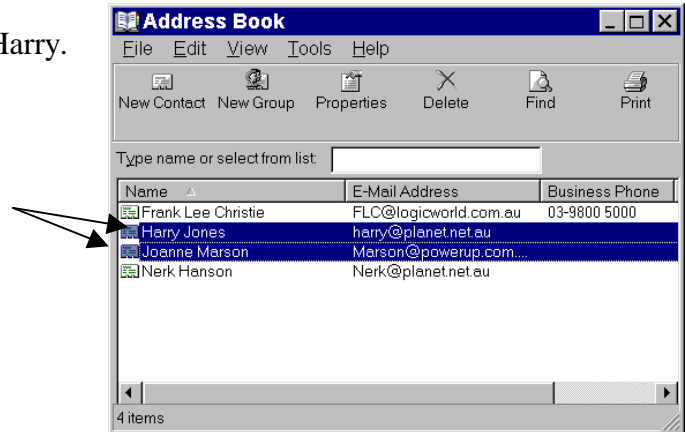 Harry.
Address Book
File Edit View Tools Help
New Contact New Group Properties Delete Find Print
Type name or select from list:
Name E-Mail Address Business Phone
Frank Lee Christie FLC@logicworld.com.au 03-9800 5000
Harry Jones harry@planet.net.au
Joanne Marson Marson@powerup.com....
Nerk Hanson Nerk@planet.net.au
4 items